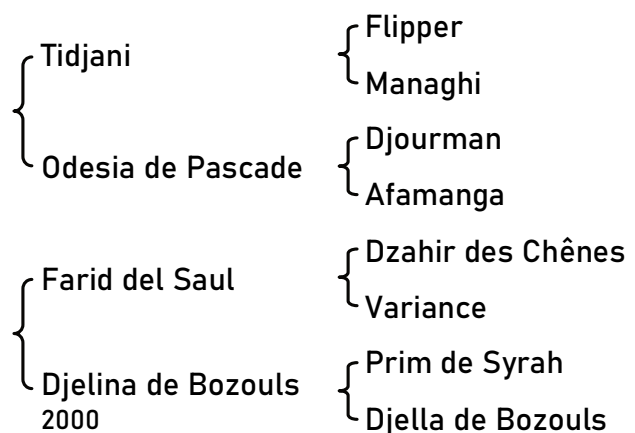 Flipper
Tidjani
Managhi
Djourman
Odesia de Pascade
Afamanga
Dzahir des Chênes
Farid del Saul
Variance
Prim de Syrah
Djelina de Bozouls
2000
Djella de Bozouls